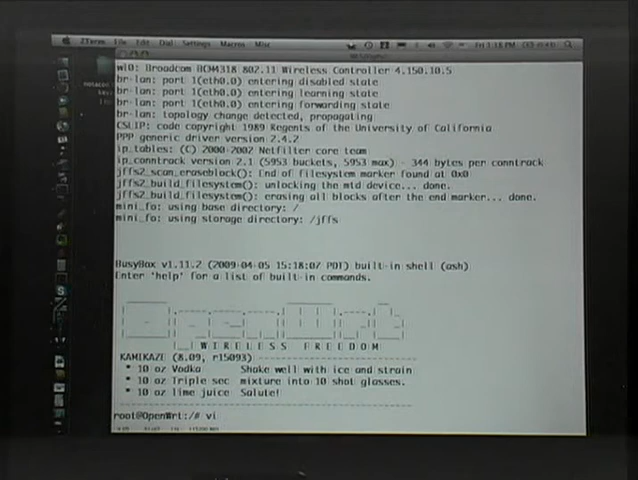 ZTerm File Edit Dial Settings Macros Misc Fri 1:18 PM
wl0: Broadcom BCM4318 802.11 Wireless Controller 4.150.10.5
br-lan: port 1(eth0.0) entering disabled state
br-lan: port 1(eth0.0) entering learning state
br-lan: port 1(eth0.0) entering forwarding state
br-lan: topology change detected, propagating
CSLIP: code copyright 1989 Regents of the University of California
PPP generic driver version 2.4.2
ip_tables: (C) 2000-2002 Netfilter core team
ip_conntrack version 2.1 (5953 buckets, 5953 max) - 344 bytes per conntrack
jffs2_scan_eraseblock(): End of filesystem marker found at 0x0
jffs2_build_filesystem(): unlocking the mtd device... done.
jffs2_build_filesystem(): erasing all blocks after the end marker... done.
mini_fo: using base directory: /
mini_fo: using storage directory: /jffs
BusyBox v1.11.2 (2009-04-05 15:18:07 PDT) built-in shell (ash)
Enter 'help' for a list of built-in commands.
W I R E L E S S   F R E E D O M
KAMIKAZE (8.09, r15093) ----------------------------
* 10 oz Vodka Shake well with ice and strain
* 10 oz Triple sec mixture into 10 shot glasses.
* 10 oz lime juice Salute!
root@OpenWrt:/# vi